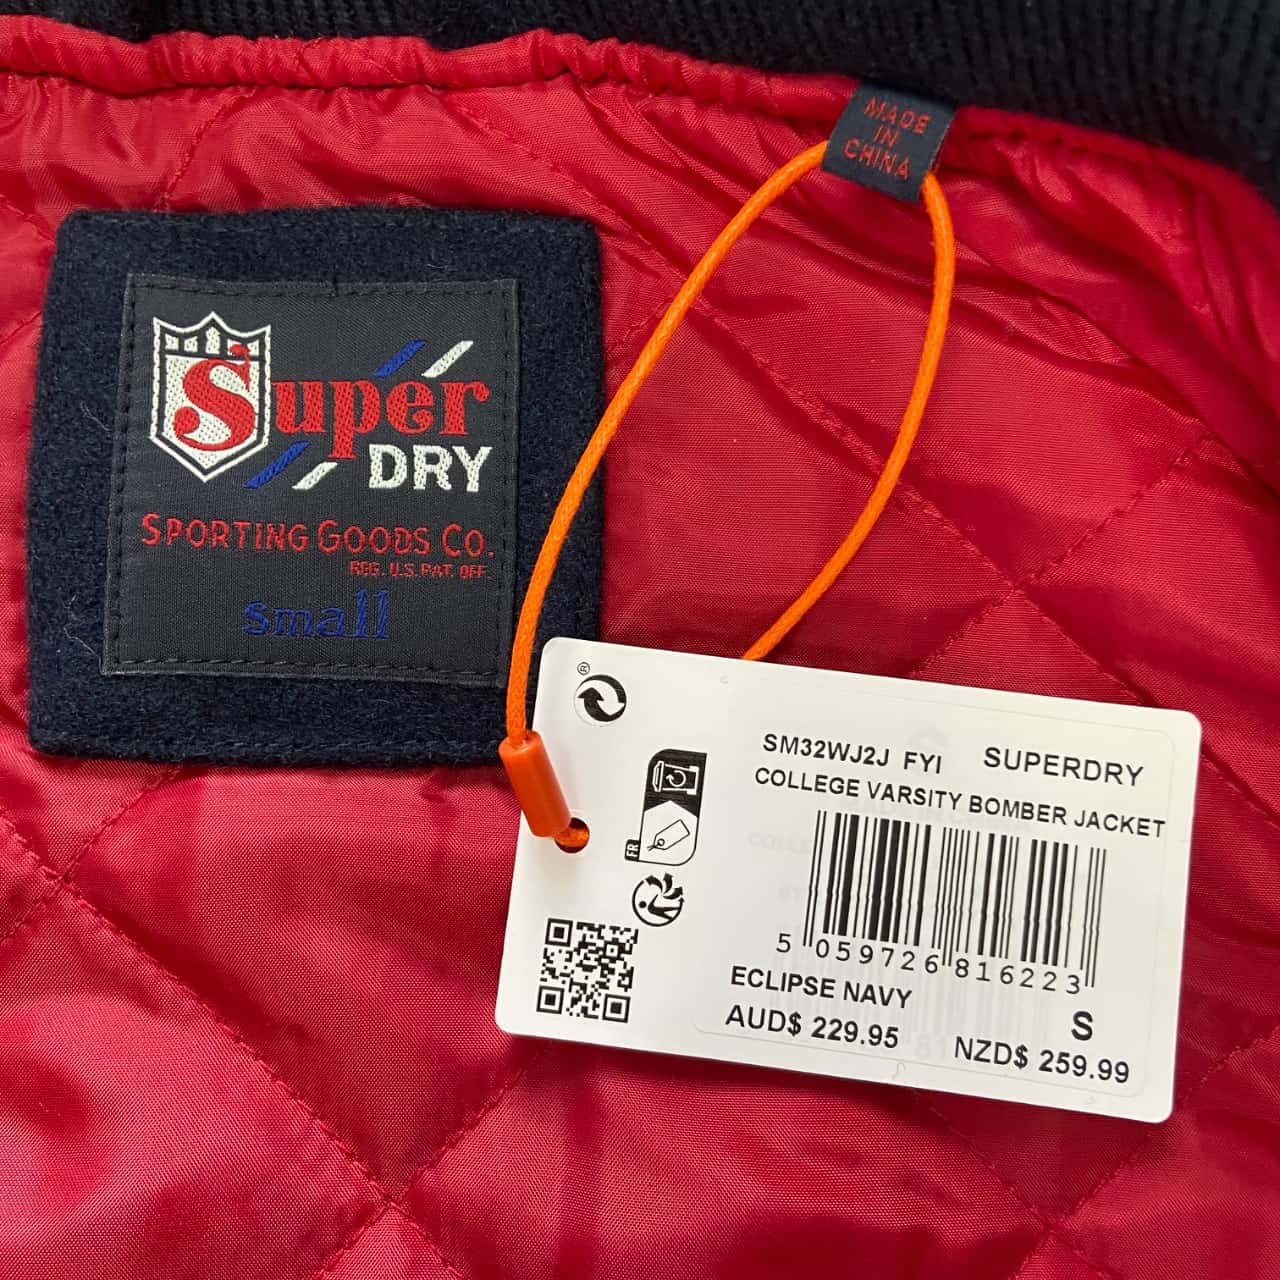 MADE
IN
CHINA
Super
DRY
SPORTING GOODS CO.
REG. U.S. PAT. OFF.
small
®
SM32WJ2J FYI SUPERDRY
COLLEGE VARSITY BOMBER JACKET
FR
5 059726 816223
ECLIPSE NAVY
S
AUD$ 229.95 NZD$ 259.99